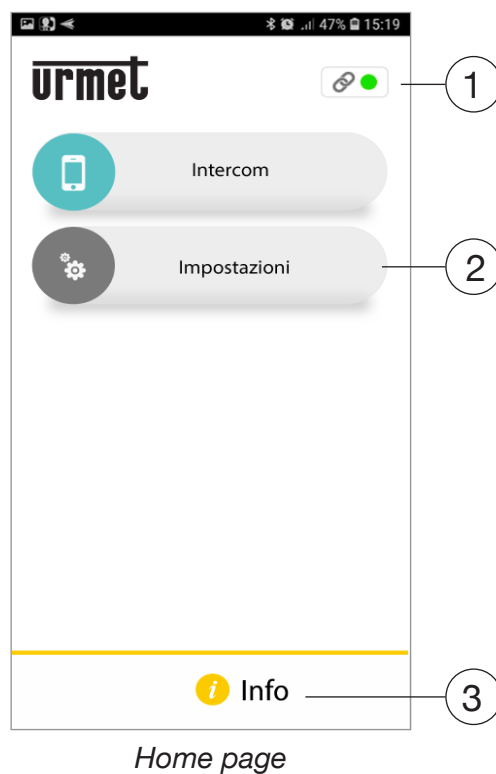 47% 15:19
urmet
1
Intercom
Impostazioni
2
i Info
3
Home page